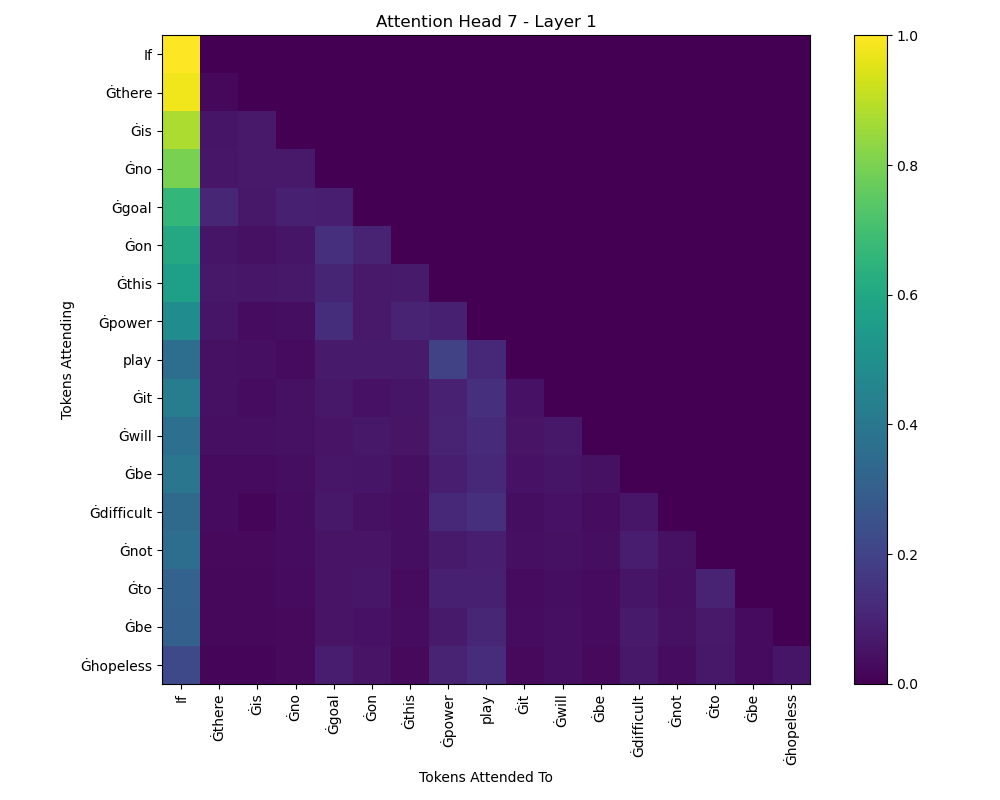 Attention Head 7 - Layer 1
Tokens Attending
If
Ġthere
Ġis
Ġno
Ġgoal
Ġon
Ġthis
Ġpower
play
Ġit
Ġwill
Ġbe
Ġdifficult
Ġnot
Ġto
Ġbe
Ġhopeless
If
Ġthere
Ġis
Ġno
Ġgoal
Ġon
Ġthis
Ġpower
play
Ġit
Ġwill
Ġbe
Ġdifficult
Ġnot
Ġto
Ġbe
Ġhopeless
Tokens Attended To
1.0
0.8
0.6
0.4
0.2
0.0